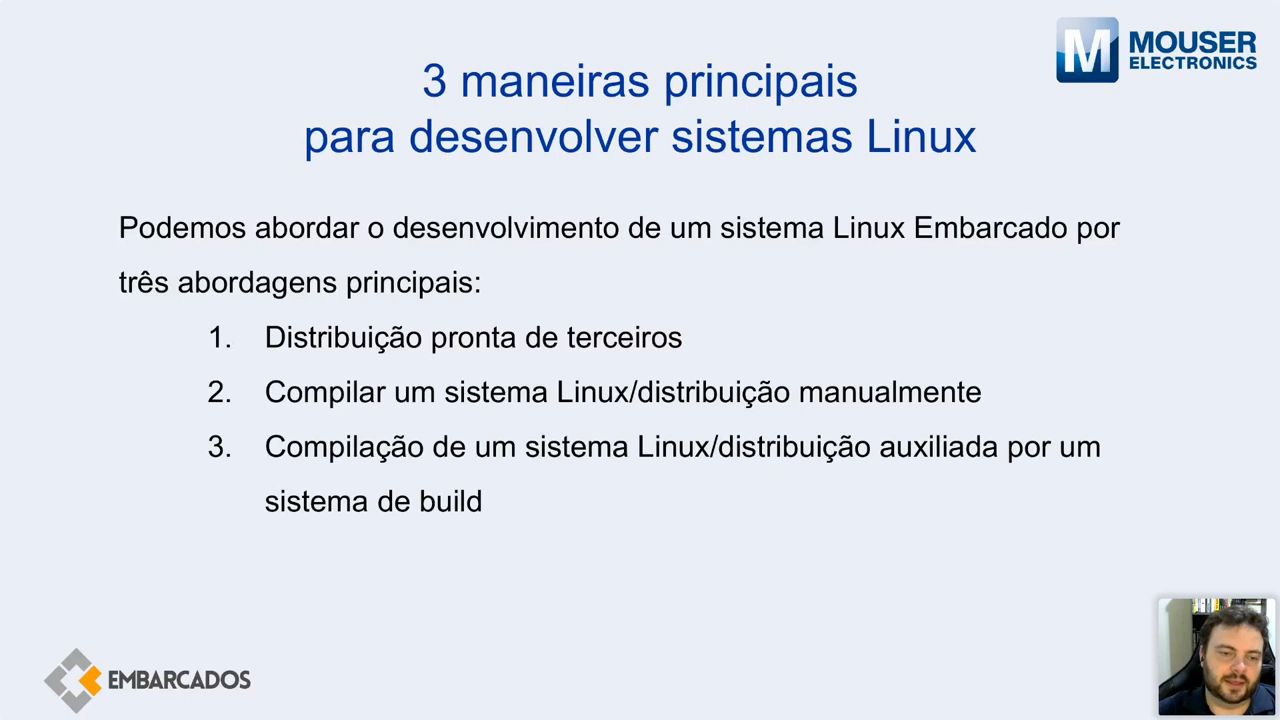 M MOUSER
ELECTRONICS
3 maneiras principais
para desenvolver sistemas Linux
Podemos abordar o desenvolvimento de um sistema Linux Embarcado por
três abordagens principais:
1. Distribuição pronta de terceiros
2. Compilar um sistema Linux/distribuição manualmente
3. Compilação de um sistema Linux/distribuição auxiliada por um
sistema de build
EMBARCADOS